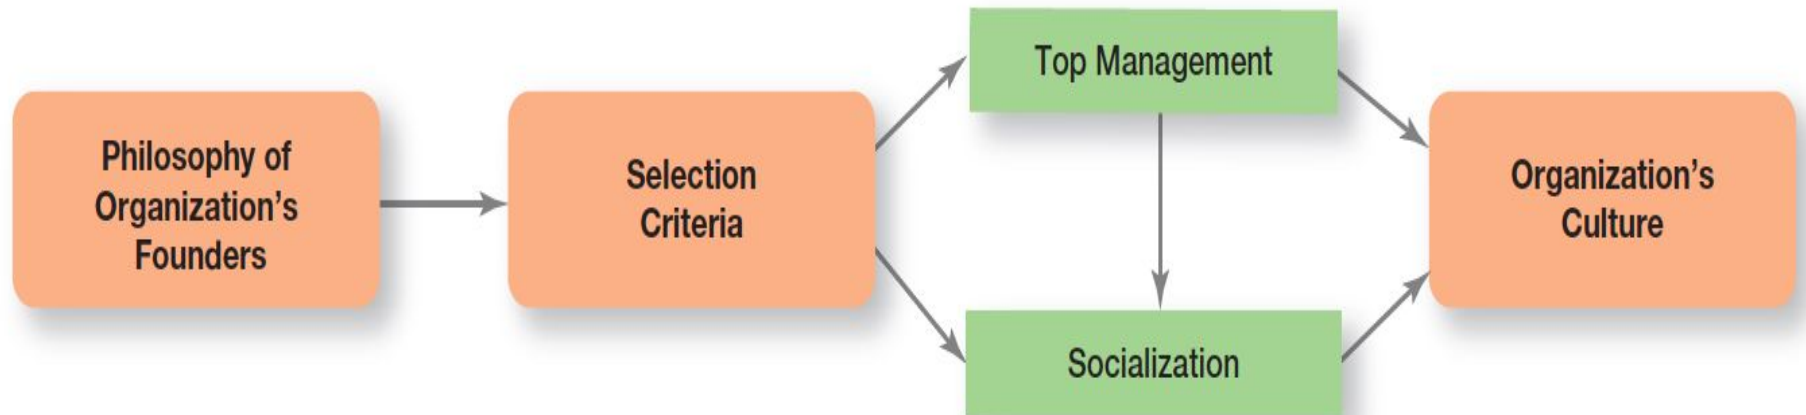 Philosophy of
Organization's
Founders
Selection
Criteria
Top Management
Socialization
Organization's
Culture